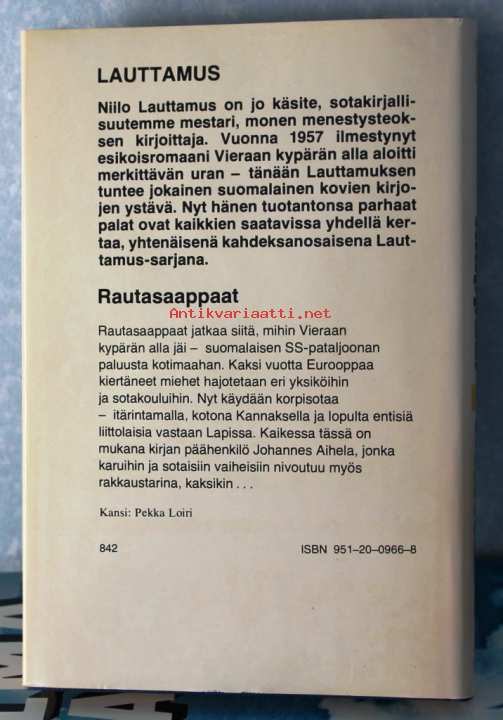 LAUTTAMUS
Niilo Lauttamus on jo käsite, sotakirjalli-
suutemme mestari, monen menestysteok-
sen kirjoittaja. Vuonna 1957 ilmestynyt
esikoisromaani Vieraan kypärän alla aloitti
merkittävän uran – tänään Lauttamuksen
tuntee jokainen suomalainen kovien kirjo-
jen ystävä. Nyt hänen tuotantonsa parhaat
palat ovat kaikkien saatavissa yhdellä ker-
taa, yhtenäisenä kahdeksanosaisena Laut-
tamus-sarjana.
Rautasaappaat
Antikvariaatti.net
Rautasaappaat jatkaa siitä, mihin Vieraan
kypärän alla jäi – suomalaisen SS-pataljoonan
paluusta kotimaahan. Kaksi vuotta Eurooppaa
kiertäneet miehet hajotetaan eri yksiköihin
ja sotakouluihin. Nyt käydään korpisotaa
– itärintamalla, kotona Kannaksella ja lopulta entisiä
liittolaisia vastaan Lapissa. Kaikessa tässä on
mukana kirjan päähenkilö Johannes Aihela, jonka
karuihin ja sotaisiin vaiheisiin nivoutuu myös
rakkaustarina, kaksikin . . .
Kansi: Pekka Loiri
842 ISBN 951–20–0966–8